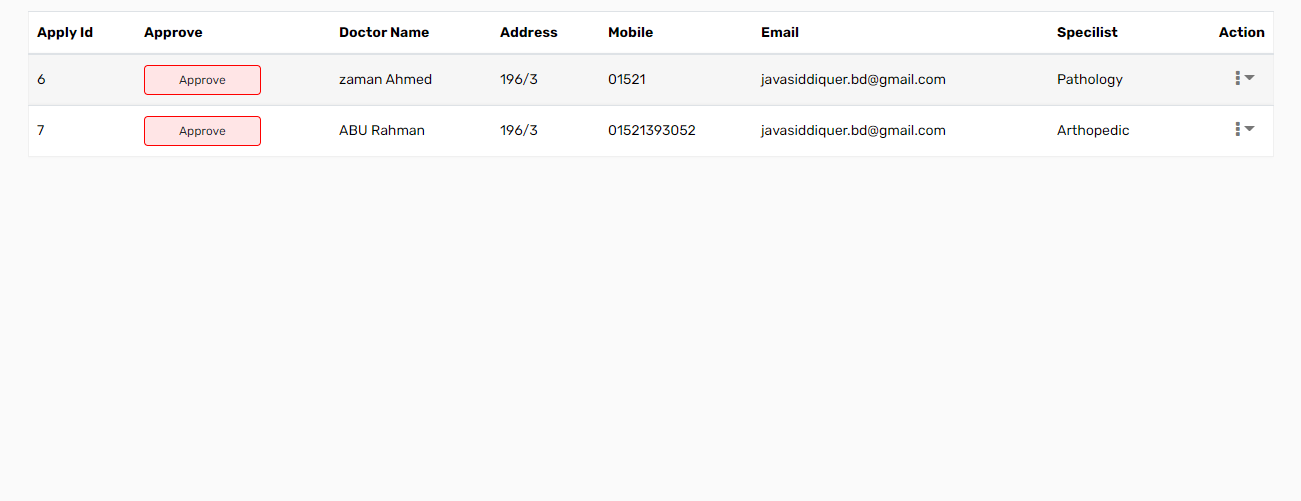 Apply Id Approve Doctor Name Address Mobile Email Specilist Action
6 Approve zaman Ahmed 196/3 01521 javasiddiquer.bd@gmail.com Pathology
7 Approve ABU Rahman 196/3 01521393052 javasiddiquer.bd@gmail.com Arthopedic